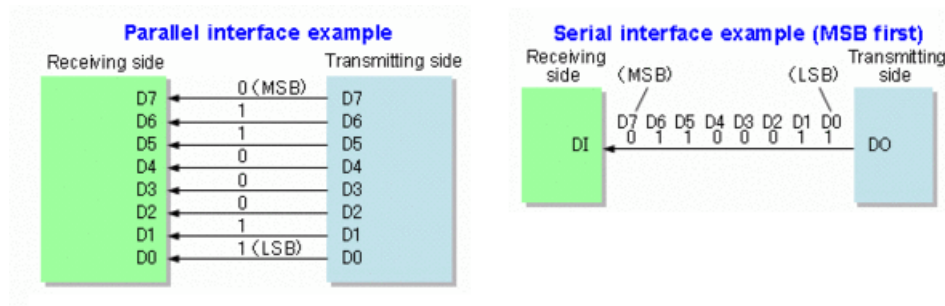 Parallel interface example
Receiving side
Transmitting side
D7 0 (MSB) D7
D6 1 D6
D5 1 D5
D4 0 D4
D3 0 D3
D2 0 D2
D1 1 D1
D0 1 (LSB) D0
Serial interface example (MSB first)
Receiving
side
(MSB)
(LSB)
Transmitting
side
D7 D6 D5 D4 D3 D2 D1 D0
0 1 1 0 0 0 1 1
DI
DO